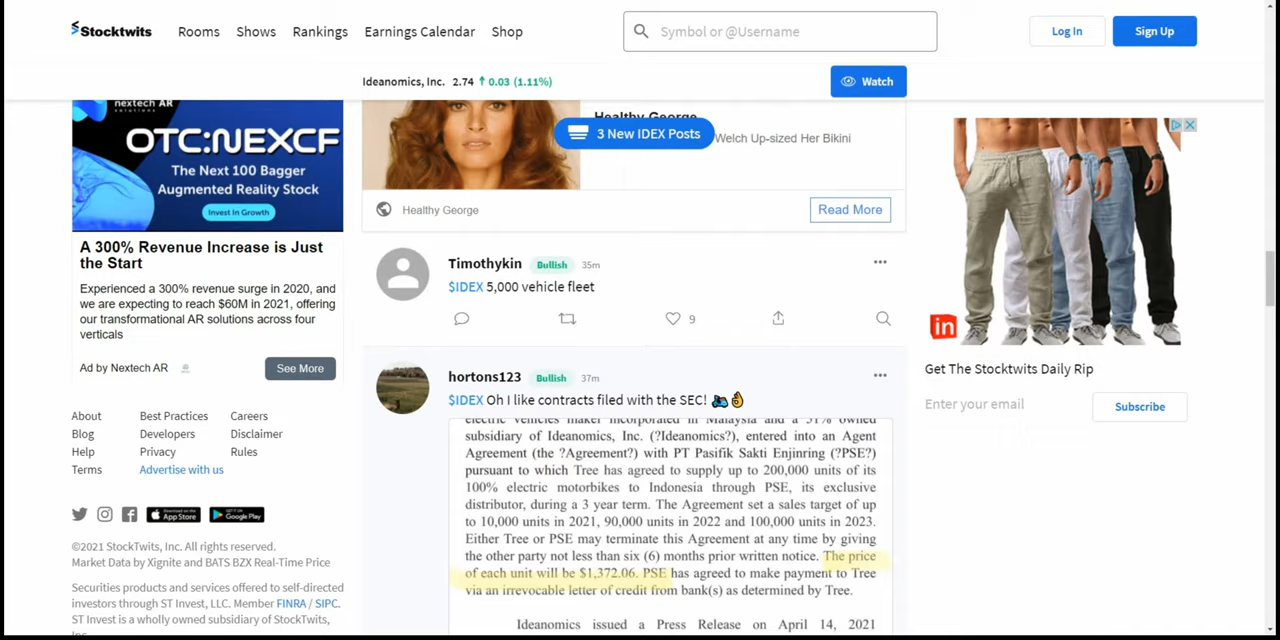 Stocktwits
Rooms
Shows
Rankings
Earnings Calendar
Shop
Symbol or @Username
Log In
Sign Up
Ideanomics, Inc. 2.74 ↑ 0.03 (1.11%)
Watch
nextech AR
solutions
OTC:NEXCF
The Next 100 Bagger
Augmented Reality Stock
Invest In Growth
A 300% Revenue Increase is Just
the Start
Experienced a 300% revenue surge in 2020, and
we are expecting to reach $60M in 2021, offering
our transformational AR solutions across four
verticals
Ad by Nextech AR
See More
About
Best Practices
Careers
Blog
Developers
Disclaimer
Help
Privacy
Rules
Terms
Advertise with us
Download on the
App Store
GET IT ON
Google Play
©2021 StockTwits, Inc. All rights reserved.
Market Data by Xignite and BATS BZX Real-Time Price
Securities products and services offered to self-directed
investors through ST Invest, LLC. Member FINRA / SIPC.
ST Invest is a wholly owned subsidiary of StockTwits,
Inc.
Healthy George
3 New IDEX Posts
Welch Up-sized Her Bikini
Healthy George
Read More
Timothykin Bullish 35m
$IDEX 5,000 vehicle fleet
9
hortons123 Bullish 37m
$IDEX Oh I like contracts filed with the SEC!
electric vehicles maker incorporated in Malaysia and a 51% owned
subsidiary of Ideanomics, Inc. (?Ideanomics?), entered into an Agent
Agreement (the ?Agreement?) with PT Pasifik Sakti Enjinring (?PSE?)
pursuant to which Tree has agreed to supply up to 200,000 units of its
100% electric motorbikes to Indonesia through PSE, its exclusive
distributor, during a 3 year term. The Agreement set a sales target of up
to 10,000 units in 2021, 90,000 units in 2022 and 100,000 units in 2023.
Either Tree or PSE may terminate this Agreement at any time by giving
the other party not less than six (6) months prior written notice. The price
of each unit will be $1,372.06. PSE has agreed to make payment to Tree
via an irrevocable letter of credit from bank(s) as determined by Tree.
Ideanomics issued a Press Release on April 14, 2021
in
Get The Stocktwits Daily Rip
Enter your email
Subscribe